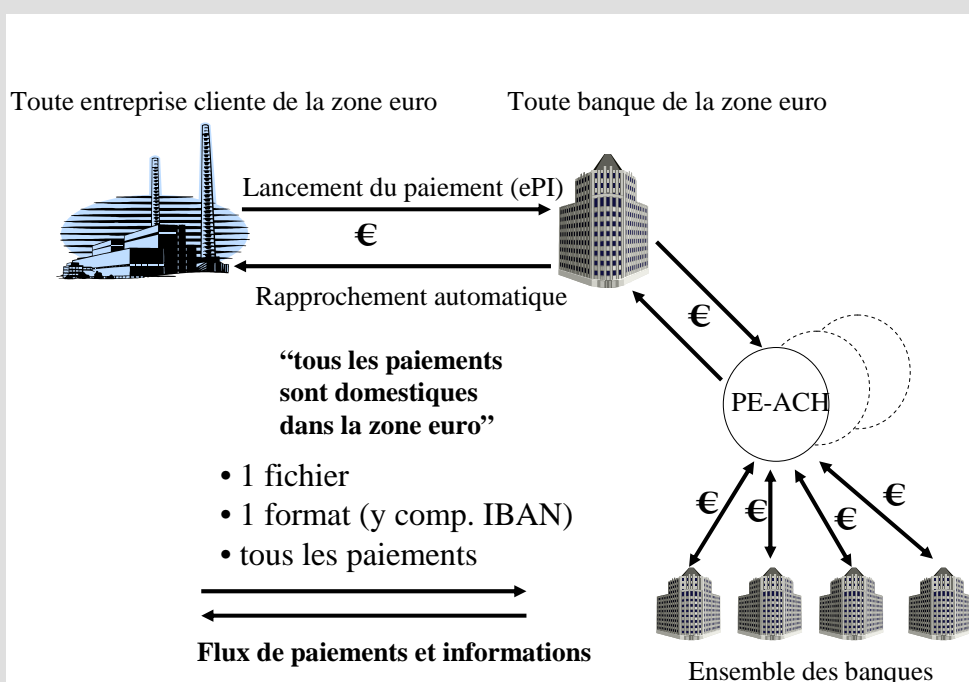 Toute entreprise cliente de la zone euro
Toute banque de la zone euro
Lancement du paiement (ePI)
€
Rapprochement automatique
€
“tous les paiements
sont domestiques
dans la zone euro”
PE-ACH
• 1 fichier
• 1 format (y comp. IBAN)
• tous les paiements
€
€
€
€
Flux de paiements et informations
Ensemble des banques